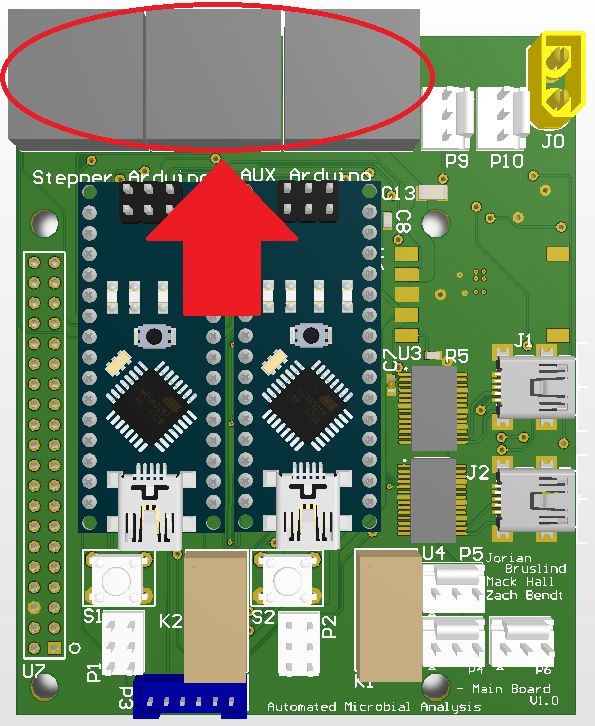 J0
P9
P10
Stepper Arduino
AUX Arduino
C13
C8
J1
U3
R5
C7
J2
U4
P5
Jorian
Bruslind
Mack Hall
Zach Bendt
S1
K2
S2
P1
P2
P4
P6
U7
P3
K1
- Main Board
V1.0
Automated Microbial Analysis